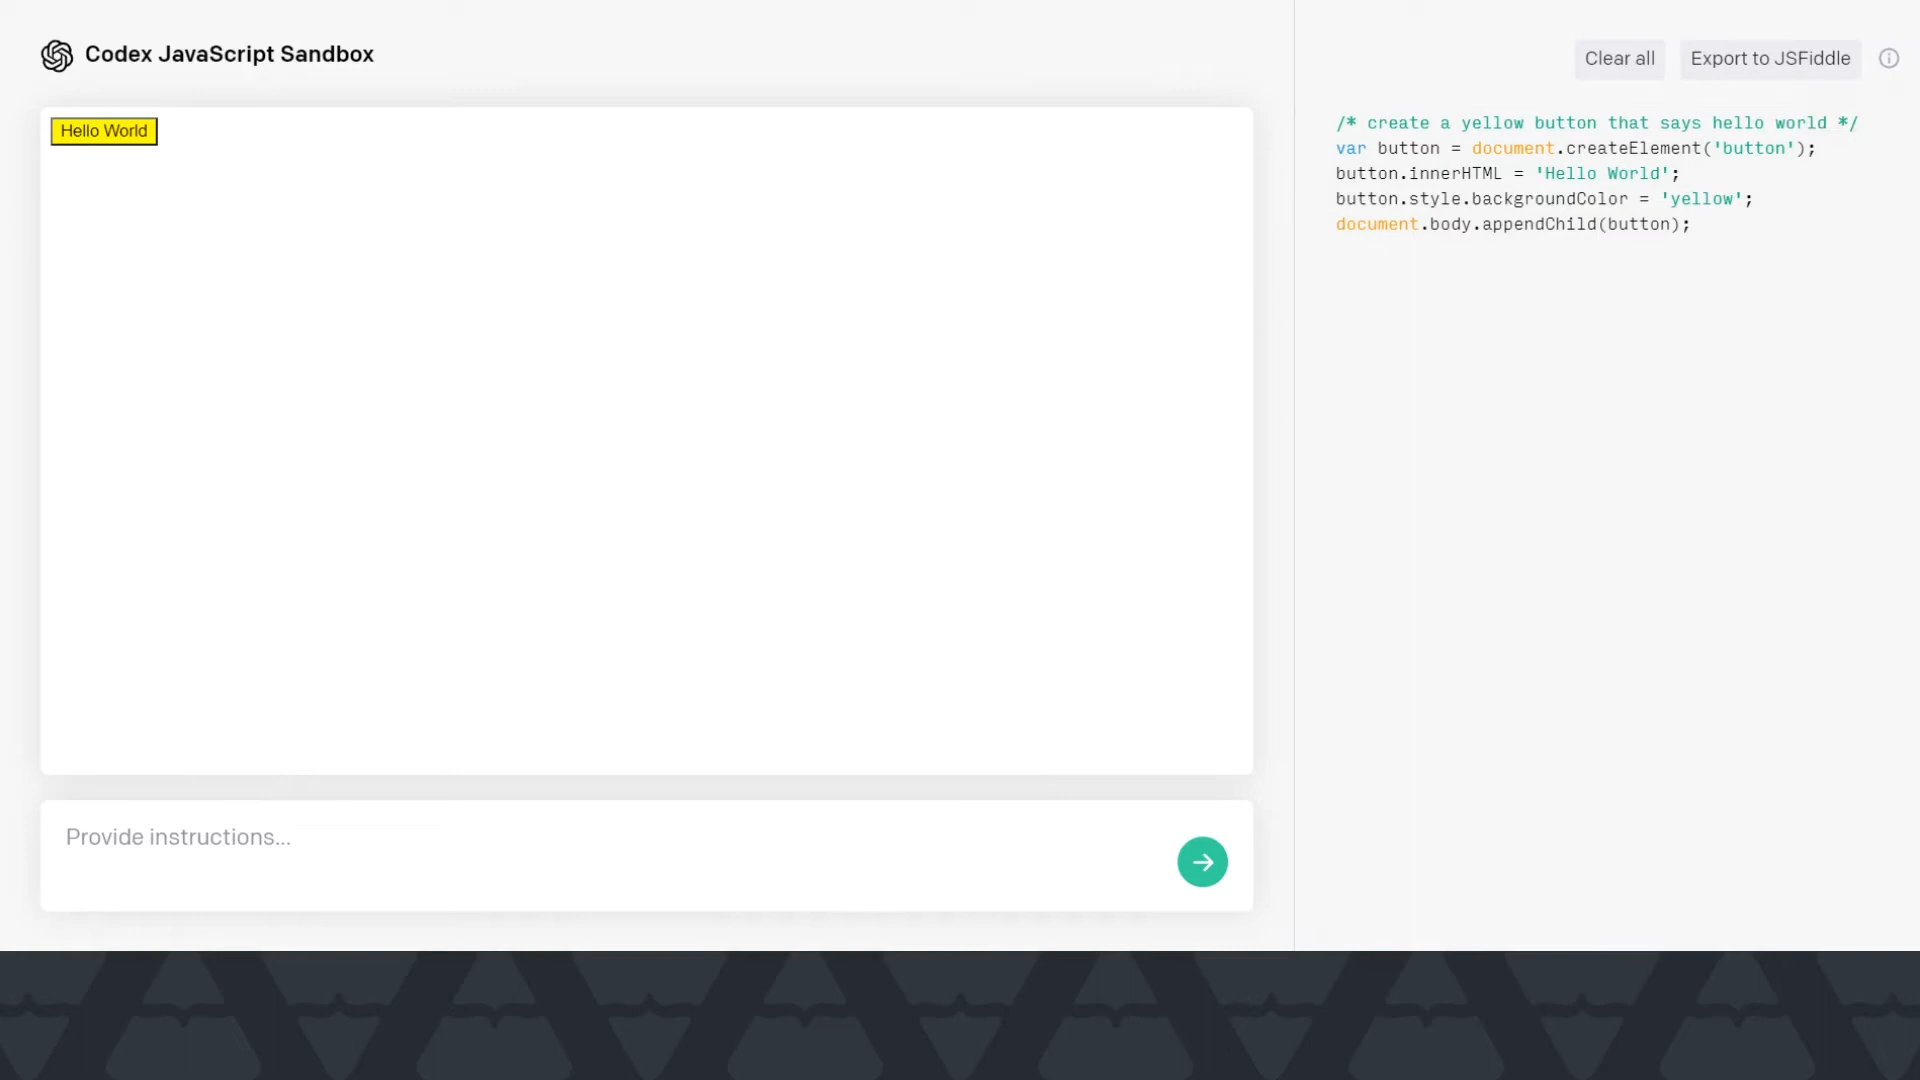 Codex JavaScript Sandbox
Clear all
Export to JSFiddle
Hello World
/* create a yellow button that says hello world */
var button = document.createElement('button');
button.innerHTML = 'Hello World';
button.style.backgroundColor = 'yellow';
document.body.appendChild(button);
Provide instructions...